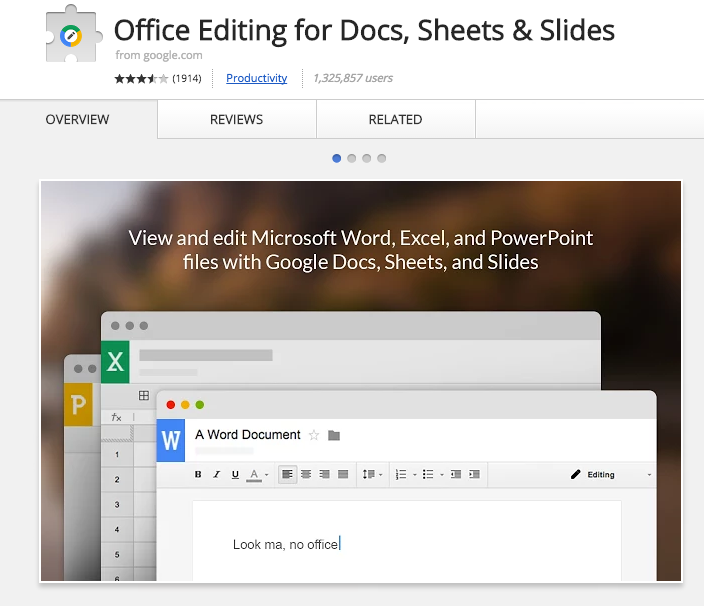 Office Editing for Docs, Sheets & Slides
from google.com
(1914)
Productivity
1,325,857 users
OVERVIEW
REVIEWS
RELATED
View and edit Microsoft Word, Excel, and PowerPoint
files with Google Docs, Sheets, and Slides
X
P
fx
1
2
3
4
5
6
W
A Word Document
B I U A
Editing
Look ma, no office